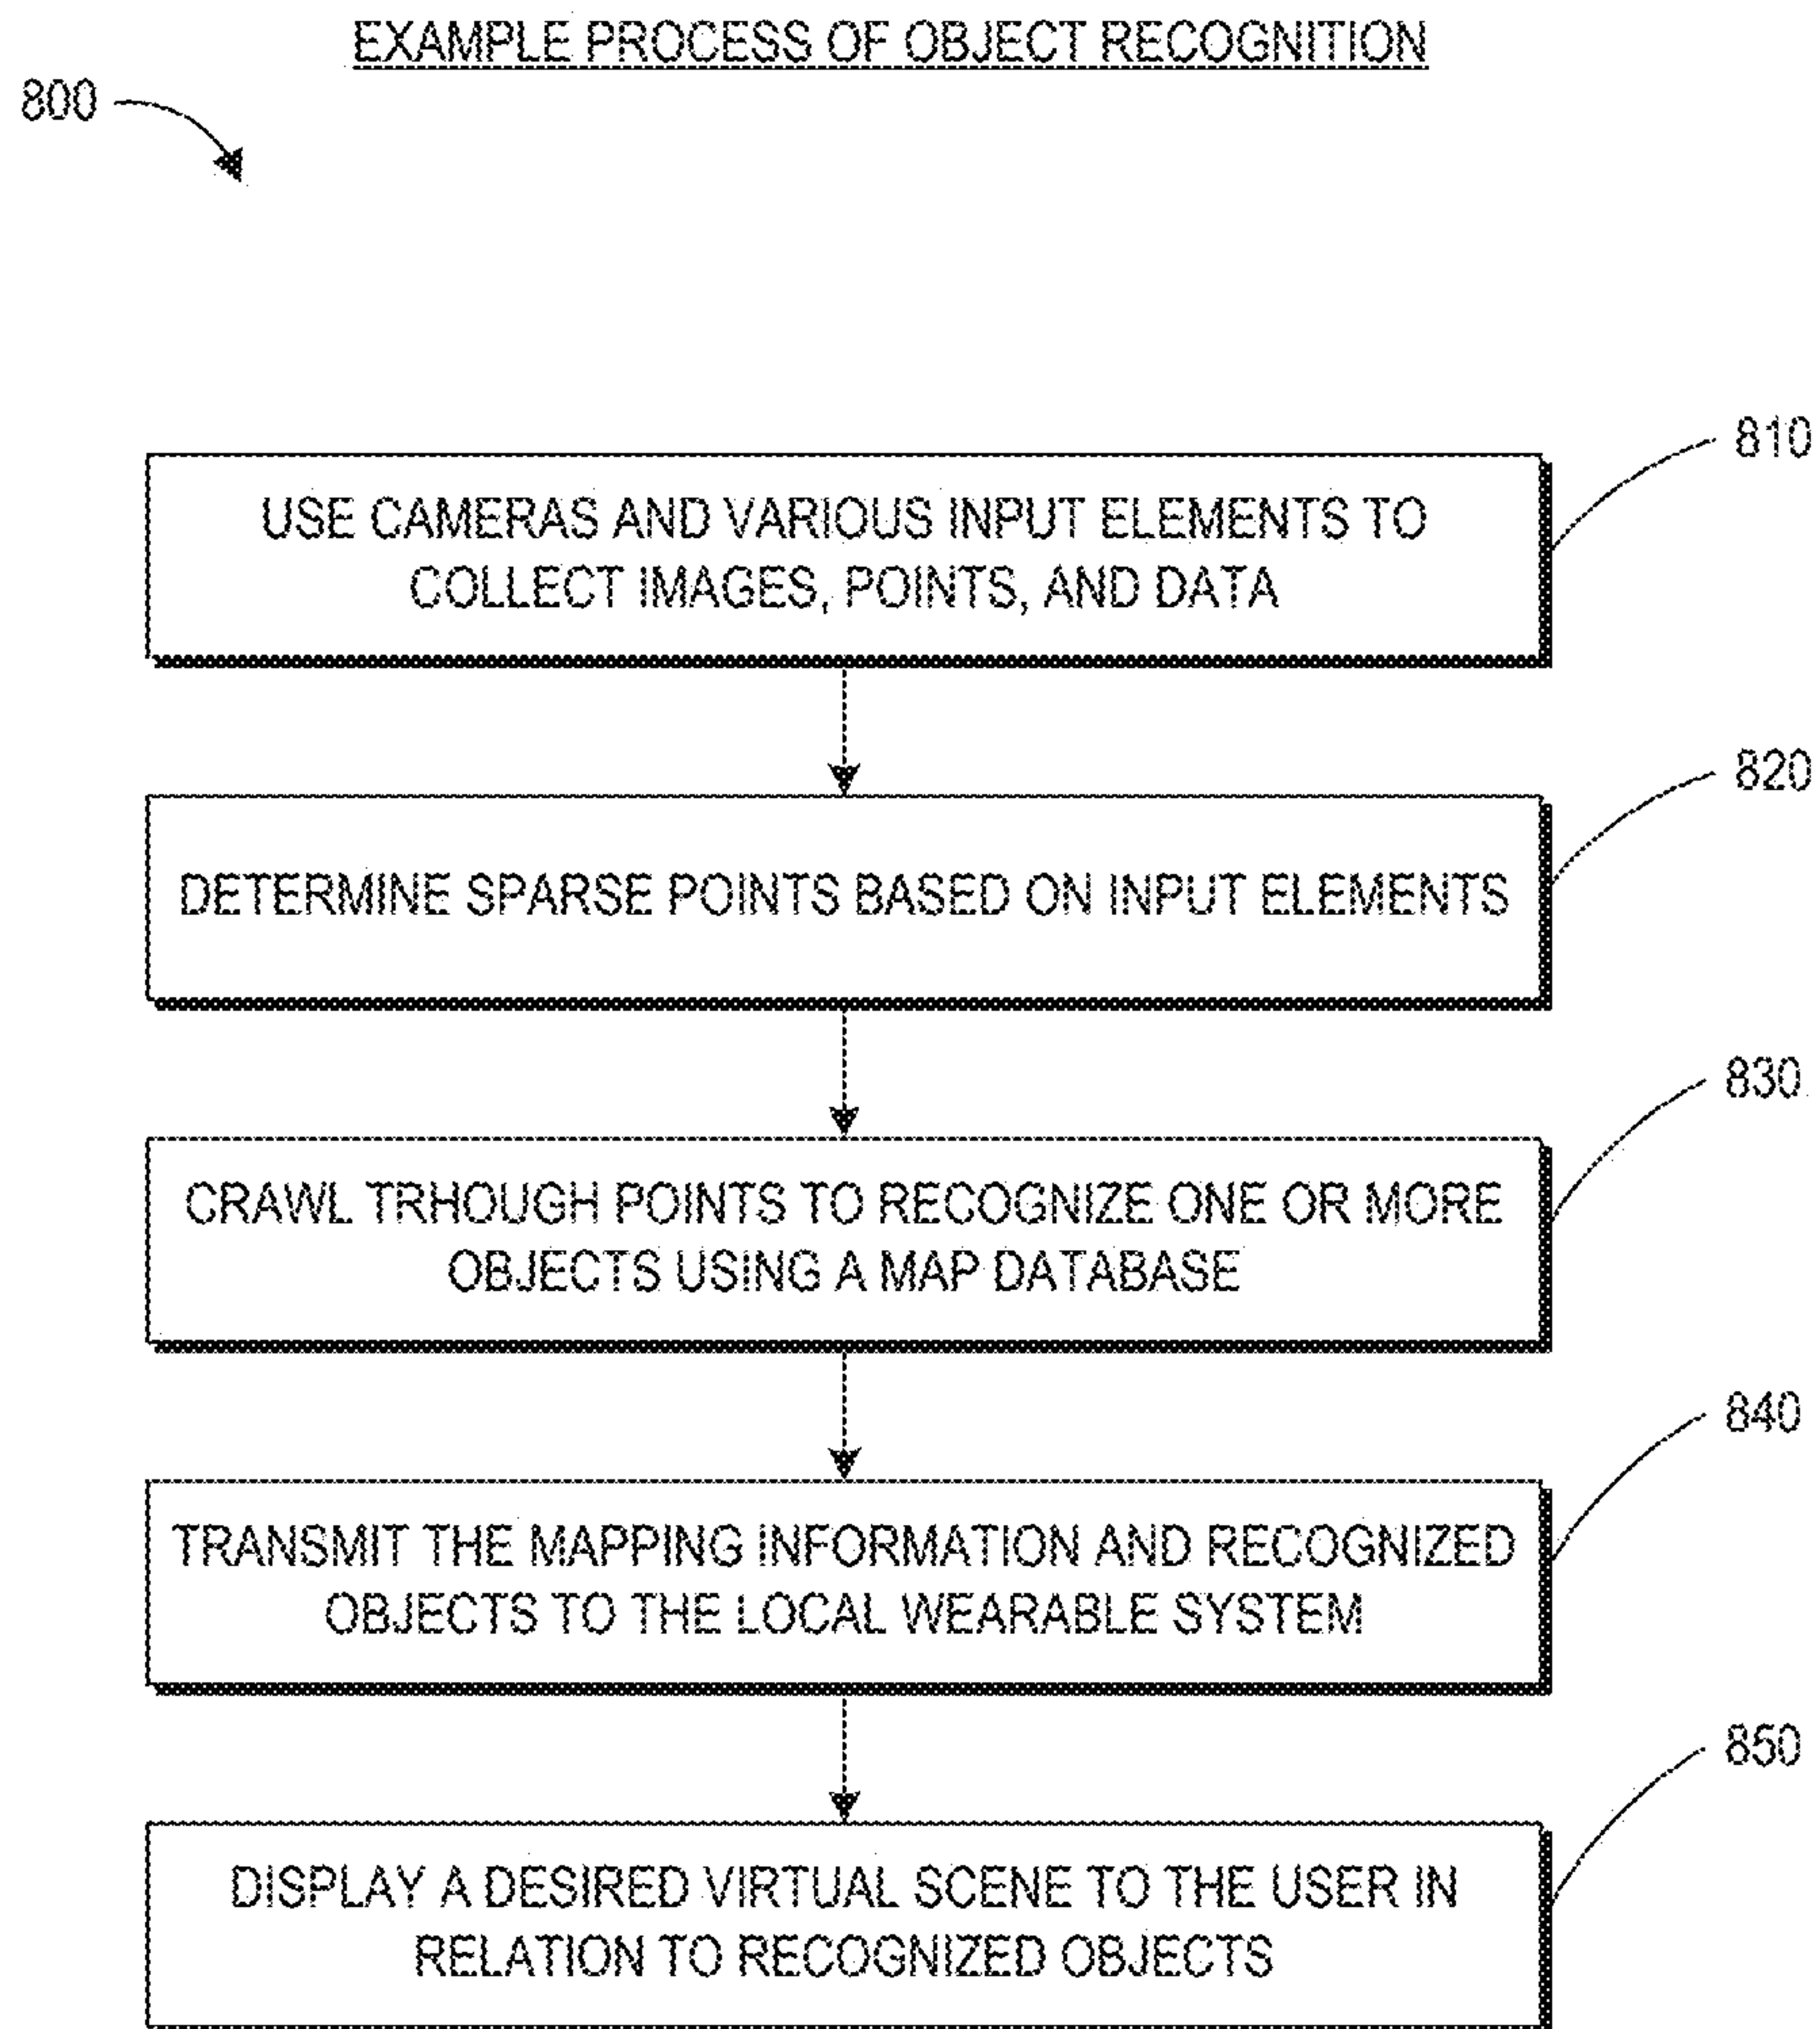 EXAMPLE PROCESS OF OBJECT RECOGNITION
800
810
USE CAMERAS AND VARIOUS INPUT ELEMENTS TO
COLLECT IMAGES, POINTS, AND DATA
820
DETERMINE SPARSE POINTS BASED ON INPUT ELEMENTS
830
CRAWL TRHOUGH POINTS TO RECOGNIZE ONE OR MORE
OBJECTS USING A MAP DATABASE
840
TRANSMIT THE MAPPING INFORMATION AND RECOGNIZED
OBJECTS TO THE LOCAL WEARABLE SYSTEM
850
DISPLAY A DESIRED VIRTUAL SCENE TO THE USER IN
RELATION TO RECOGNIZED OBJECTS